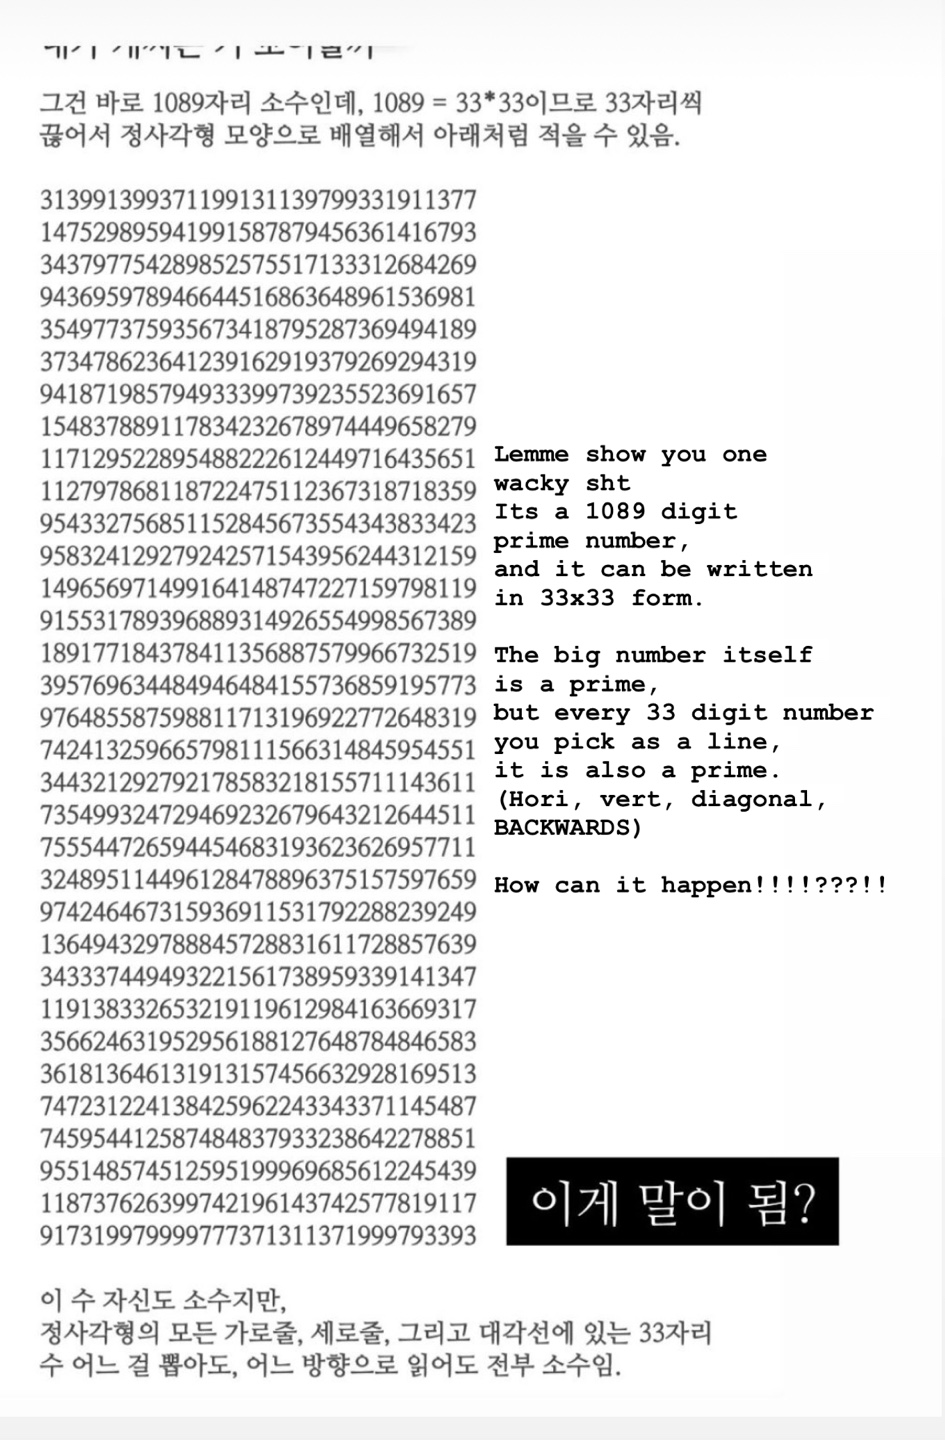 그건 바로 1089자리 소수인데, 1089 = 33*33이므로 33자리씩
끊어서 정사각형 모양으로 배열해서 아래처럼 적을 수 있음.
313991399371199131139799331911377
147529895941991587879456361416793
343797754289852575517133312684269
943695978946644516863648961536981
354977375935673418795287369494189
373478623641239162919379269294319
941871985794933399739235523691657
154837889117834232678974449658279
117129522895488222612449716435651
112797868118722475112367318718359
954332756851152845673554343833423
958324129279242571543956244312159
149656971499164148747227159798119
915531789396889314926554998567389
189177184378411356887579966732519
395769634484946484155736859195773
976485587598811713196922772648319
742413259665798111566314845954551
344321292792178583218155711143611
735499324729469232679643212644511
755544726594454683193623626957711
324895114496128478896375157597659
974246467315936911531792288239249
136494329788845728831611728857639
343337449493221561738959339141347
119138332653219119612984163669317
356624631952956188127648784846583
361813646131913157456632928169513
747231224138425962243343371145487
745954412587484837933238642278851
955148574512595199969685612245439
118737626399742196143742577819117
917319979999777371311371999793393
Lemme show you one
wacky sht
Its a 1089 digit
prime number,
and it can be written
in 33x33 form.
The big number itself
is a prime,
but every 33 digit number
you pick as a line,
it is also a prime.
(Hori, vert, diagonal,
BACKWARDS)
How can it happen!!!!???!!
이게 말이 됨?
이 수 자신도 소수지만,
정사각형의 모든 가로줄, 세로줄, 그리고 대각선에 있는 33자리
수 어느 걸 뽑아도, 어느 방향으로 읽어도 전부 소수임.